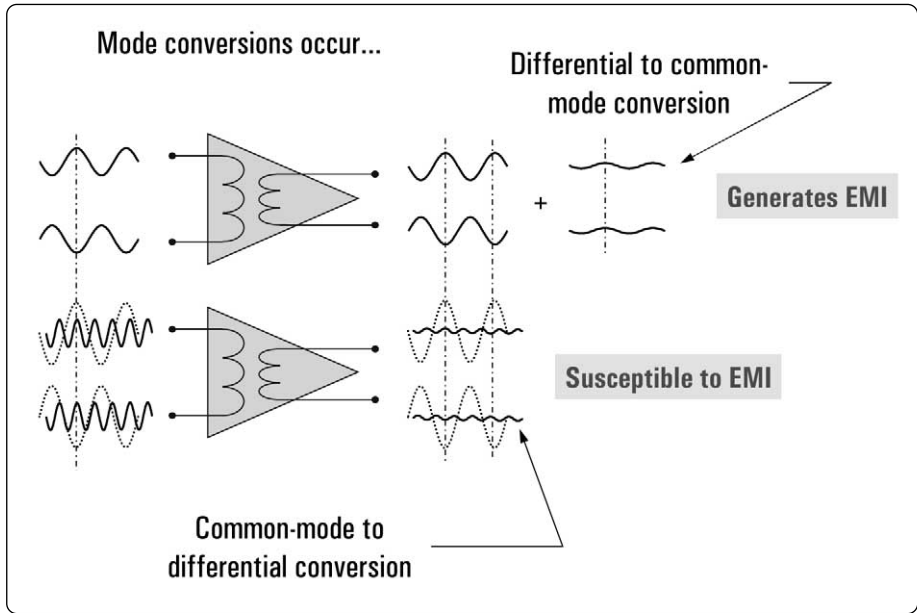 Mode conversions occur...
Differential to common-
mode conversion
+
Generates EMI
Susceptible to EMI
Common-mode to
differential conversion